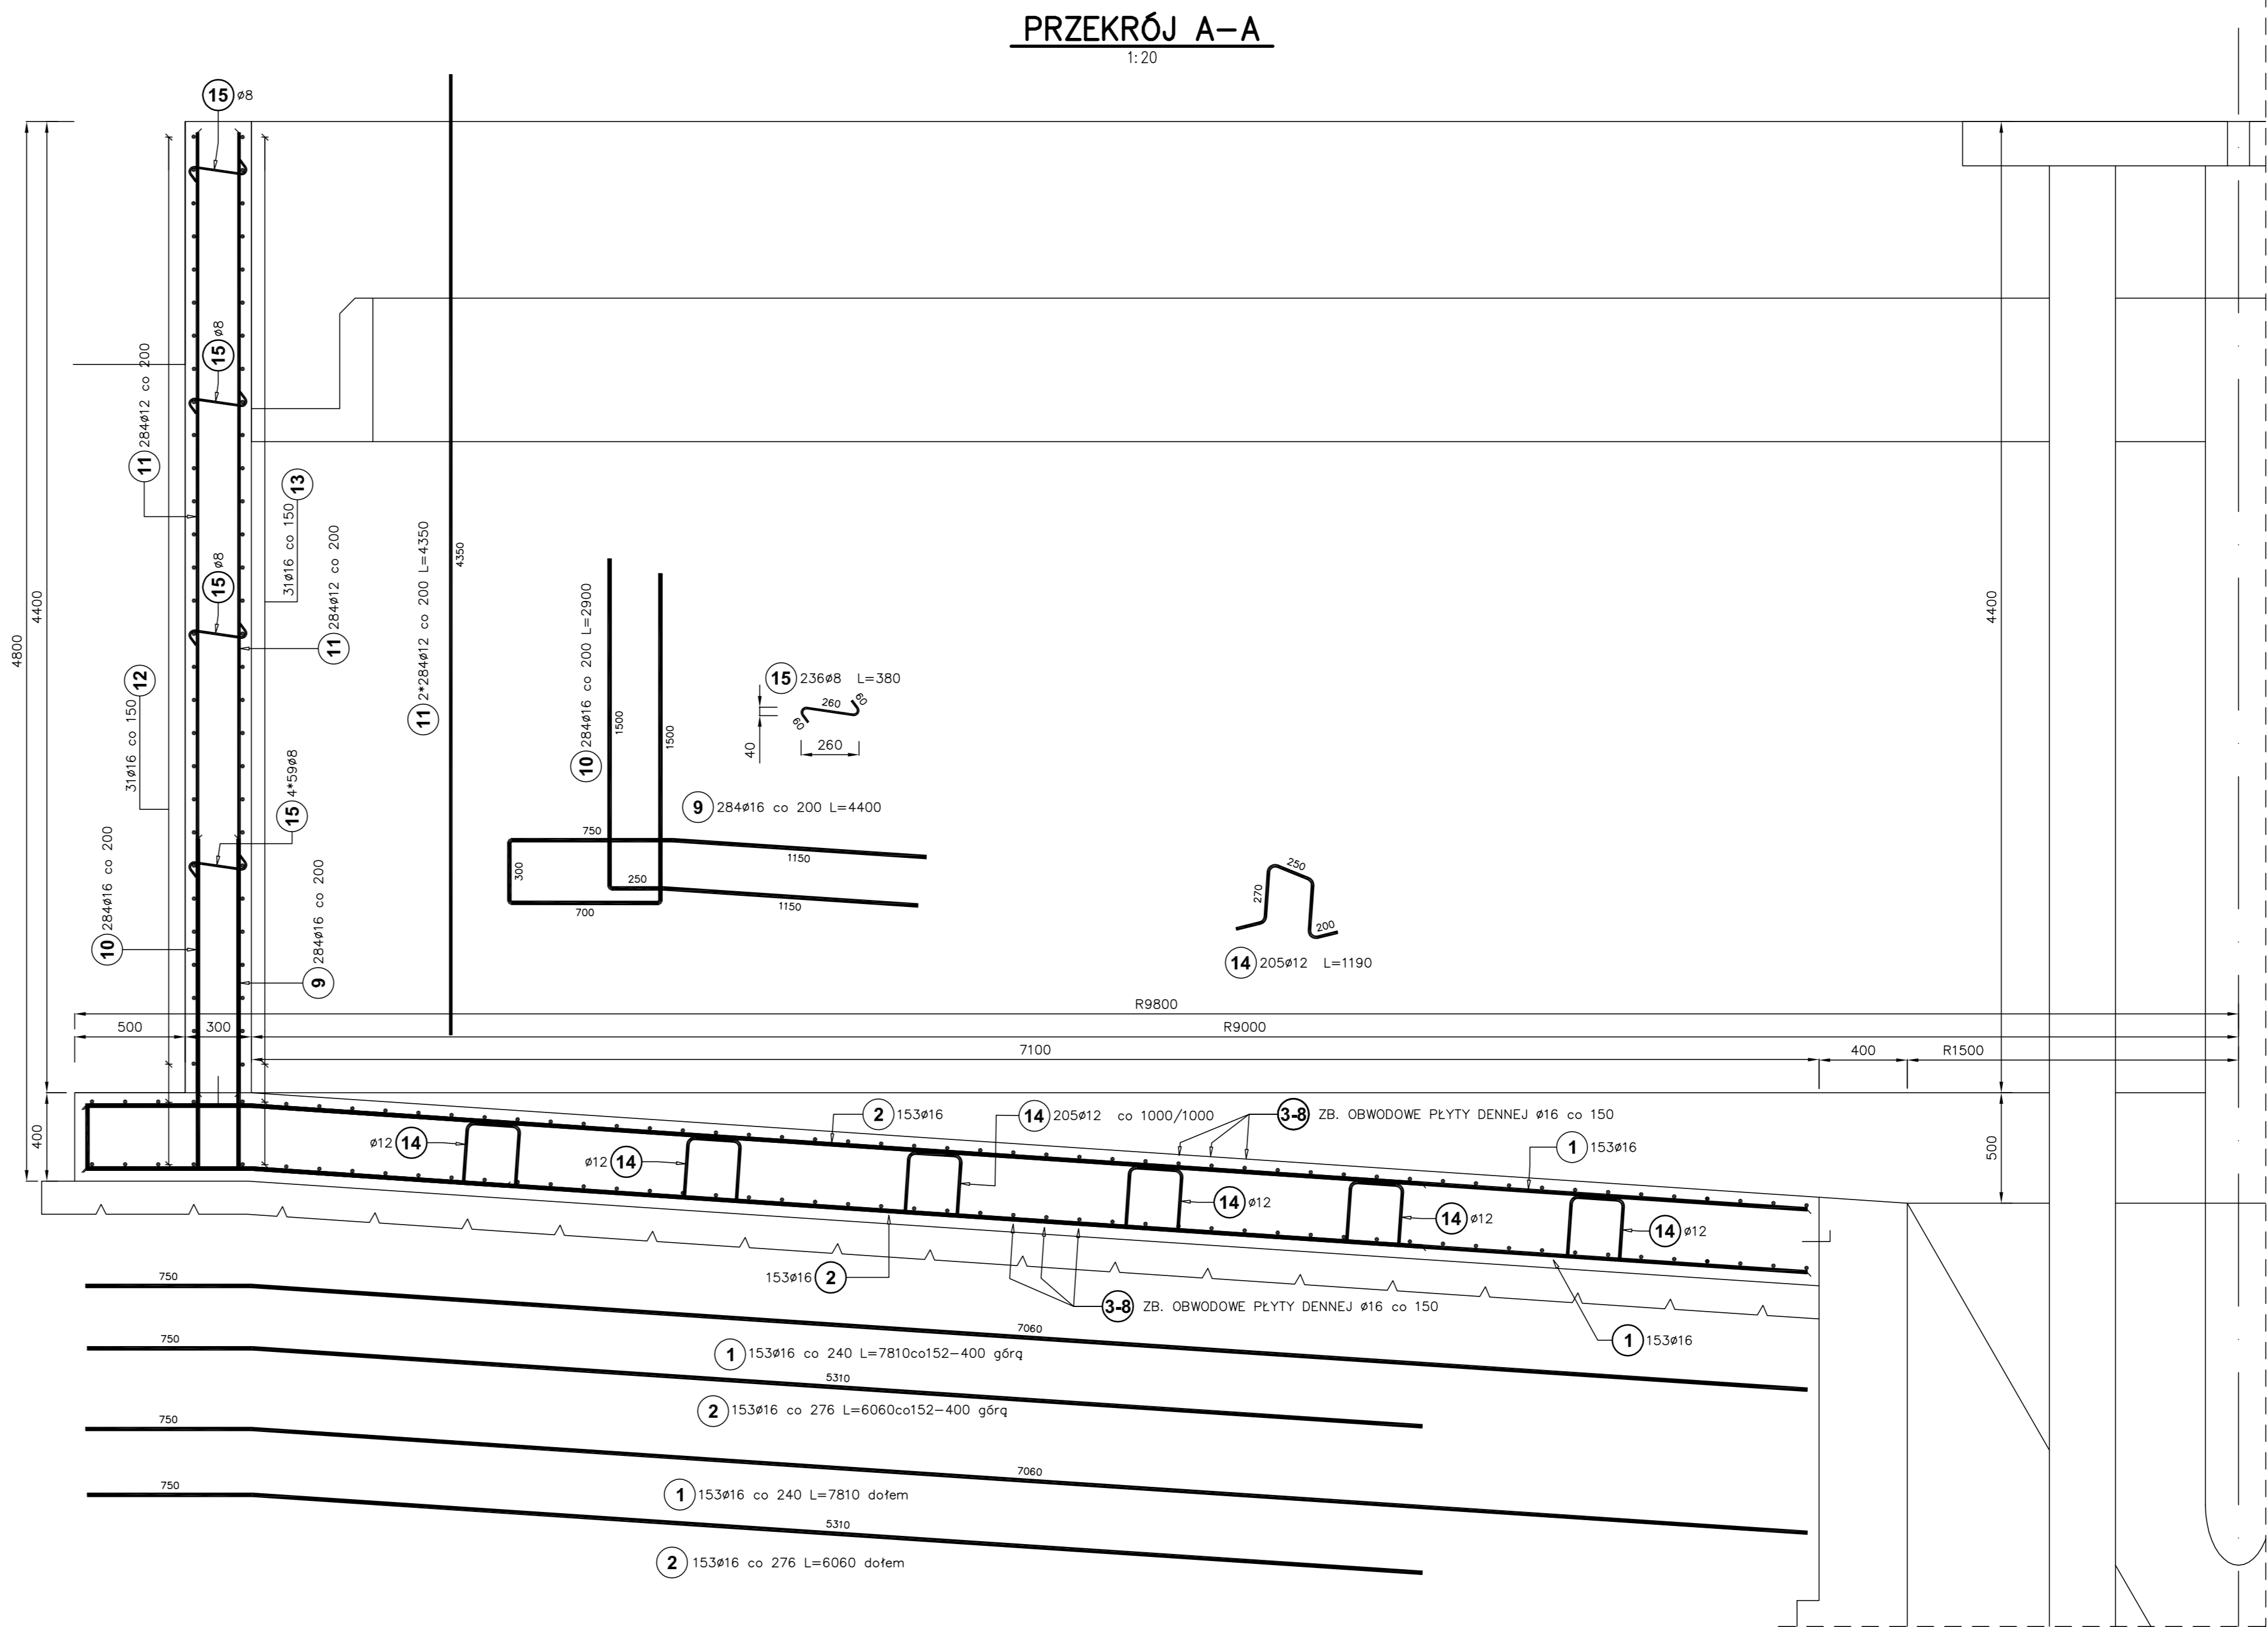 PRZEKRÓJ A–A
1:20
15 ø8
4800
4400
400
11 284ø12 co 200
15 ø8
31ø16 co 150 13
11 284ø12 co 200
15 ø8
31ø16 co 150 12
15 4*59ø8
10 284ø16 co 200
9 284ø16 co 200
11 2*284ø12 co 200 L=4350
4350
10 284ø16 co 200 L=2900
1500
1500
15 236ø8 L=380
60
260
60
40
260
9 284ø16 co 200 L=4400
750
1150
300
250
700
1150
250
270
200
14 205ø12 L=1190
4400
500
R9800
500
300
R9000
7100
400
R1500
2 153ø16
14 205ø12 co 1000/1000
3-8 ZB. OBWODOWE PŁYTY DENNEJ ø16 co 150
1 153ø16
ø12 14
ø12 14
14 ø12
14 ø12
14 ø12
153ø16 2
3-8 ZB. OBWODOWE PŁYTY DENNEJ ø16 co 150
1 153ø16
750
7060
1 153ø16 co 240 L=7810co152–400 górą
750
5310
2 153ø16 co 276 L=6060co152–400 górą
750
7060
1 153ø16 co 240 L=7810 dołem
750
5310
2 153ø16 co 276 L=6060 dołem